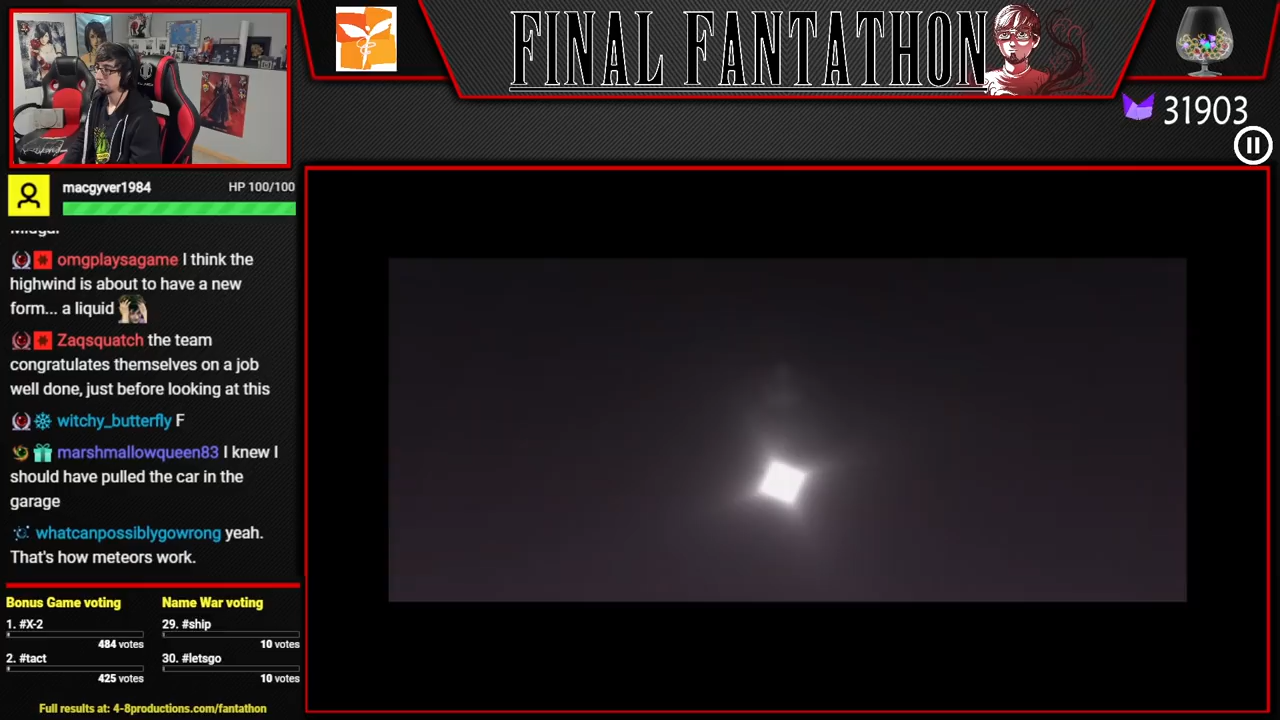 FINAL FANTATHON
31903
macgyver1984 HP 100/100
omgplaysagame I think the
highwind is about to have a new
form... a liquid
Zaqsquatch the team
congratulates themselves on a job
well done, just before looking at this
witchy_butterfly F
marshmallowqueen83 I knew I
should have pulled the car in the
garage
whatcanpossiblygowrong yeah.
That's how meteors work.
Bonus Game voting
1. #X-2
484 votes
2. #tact
425 votes
Name War voting
29. #ship
10 votes
30. #letsgo
10 votes
Full results at: 4-8productions.com/fantathon